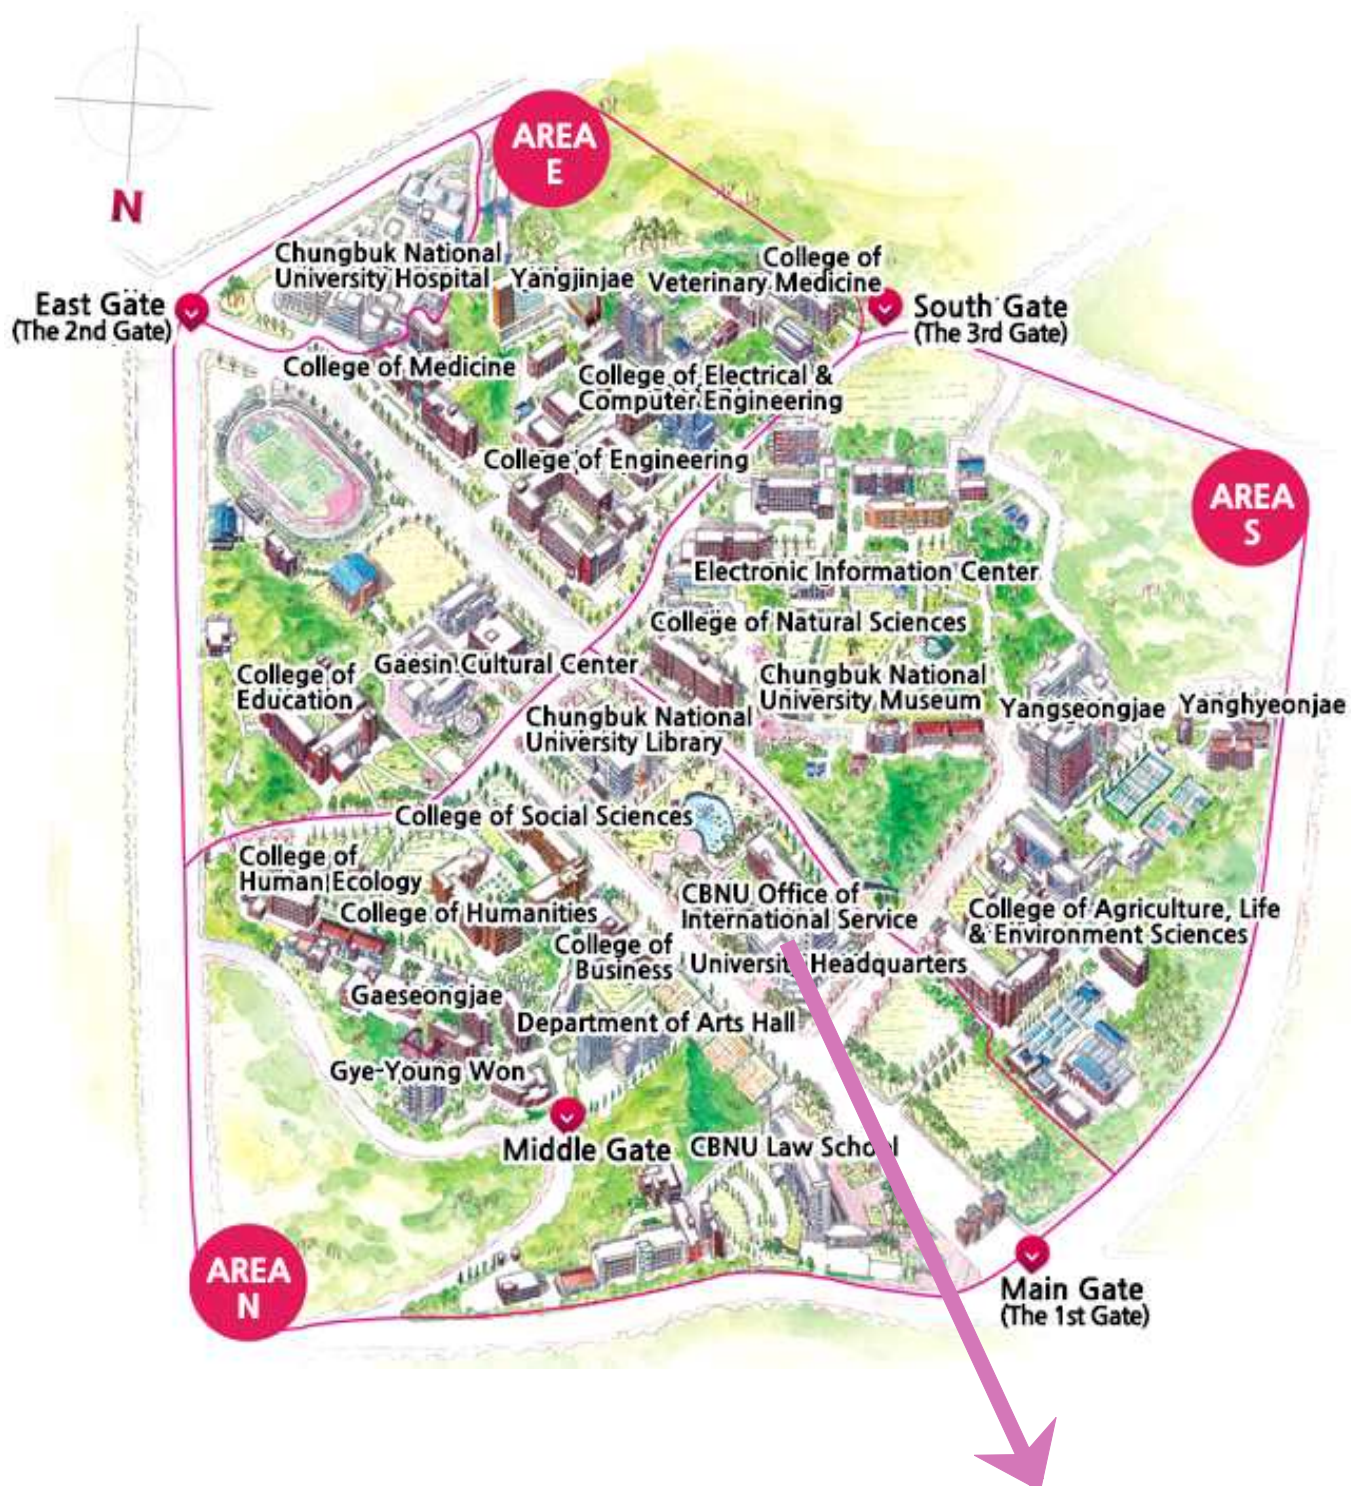 AREA
E
N
Chungbuk National
University Hospital
Yangjinjae
College of
Veterinary Medicine
East Gate
(The 2nd Gate)
South Gate
(The 3rd Gate)
College of Medicine
College of Electrical &
Computer Engineering
College of Engineering
AREA
S
Electronic Information Center
College of Natural Sciences
Gaesin Cultural Center
College of
Education
Chungbuk National
University Museum
Yangseongjae
Yanghyeonjae
Chungbuk National
University Library
College of Social Sciences
College of
Human Ecology
CBNU Office of
International Service
College of Humanities
College of Agriculture, Life
& Environment Sciences
College of
Business
University Headquarters
Gaeseongjae
Department of Arts Hall
Gye-Young Won
Middle Gate
CBNU Law School
AREA
N
Main Gate
(The 1st Gate)